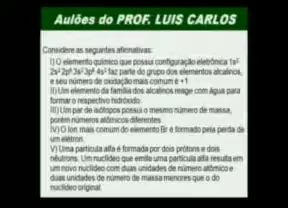 Aulões do PROF. LUIS CARLOS
Considere as seguintes afirmativas:
I) O elemento químico que possui configuração eletrônica 1s²
2s² 2p⁶ 3s² 3p⁶ 4s² faz parte do grupo dos elementos alcalinos,
e seu número de oxidação mais comum é +1
II) Um elemento da família dos alcalinos reage com água para
formar o respectivo hidróxido.
III) Um par de isótopos possui o mesmo número de massa,
porém números atômicos diferentes
IV) O íon mais comum do elemento Br é formado pela perda de
um elétron.
V) Uma partícula alfa é formada por dois prótons e dois
nêutrons. Um nuclídeo que emite uma partícula alfa resulta em
um novo nuclídeo com duas unidades de número atômico e
duas unidades de número de massa menores que o do
nuclídeo original.